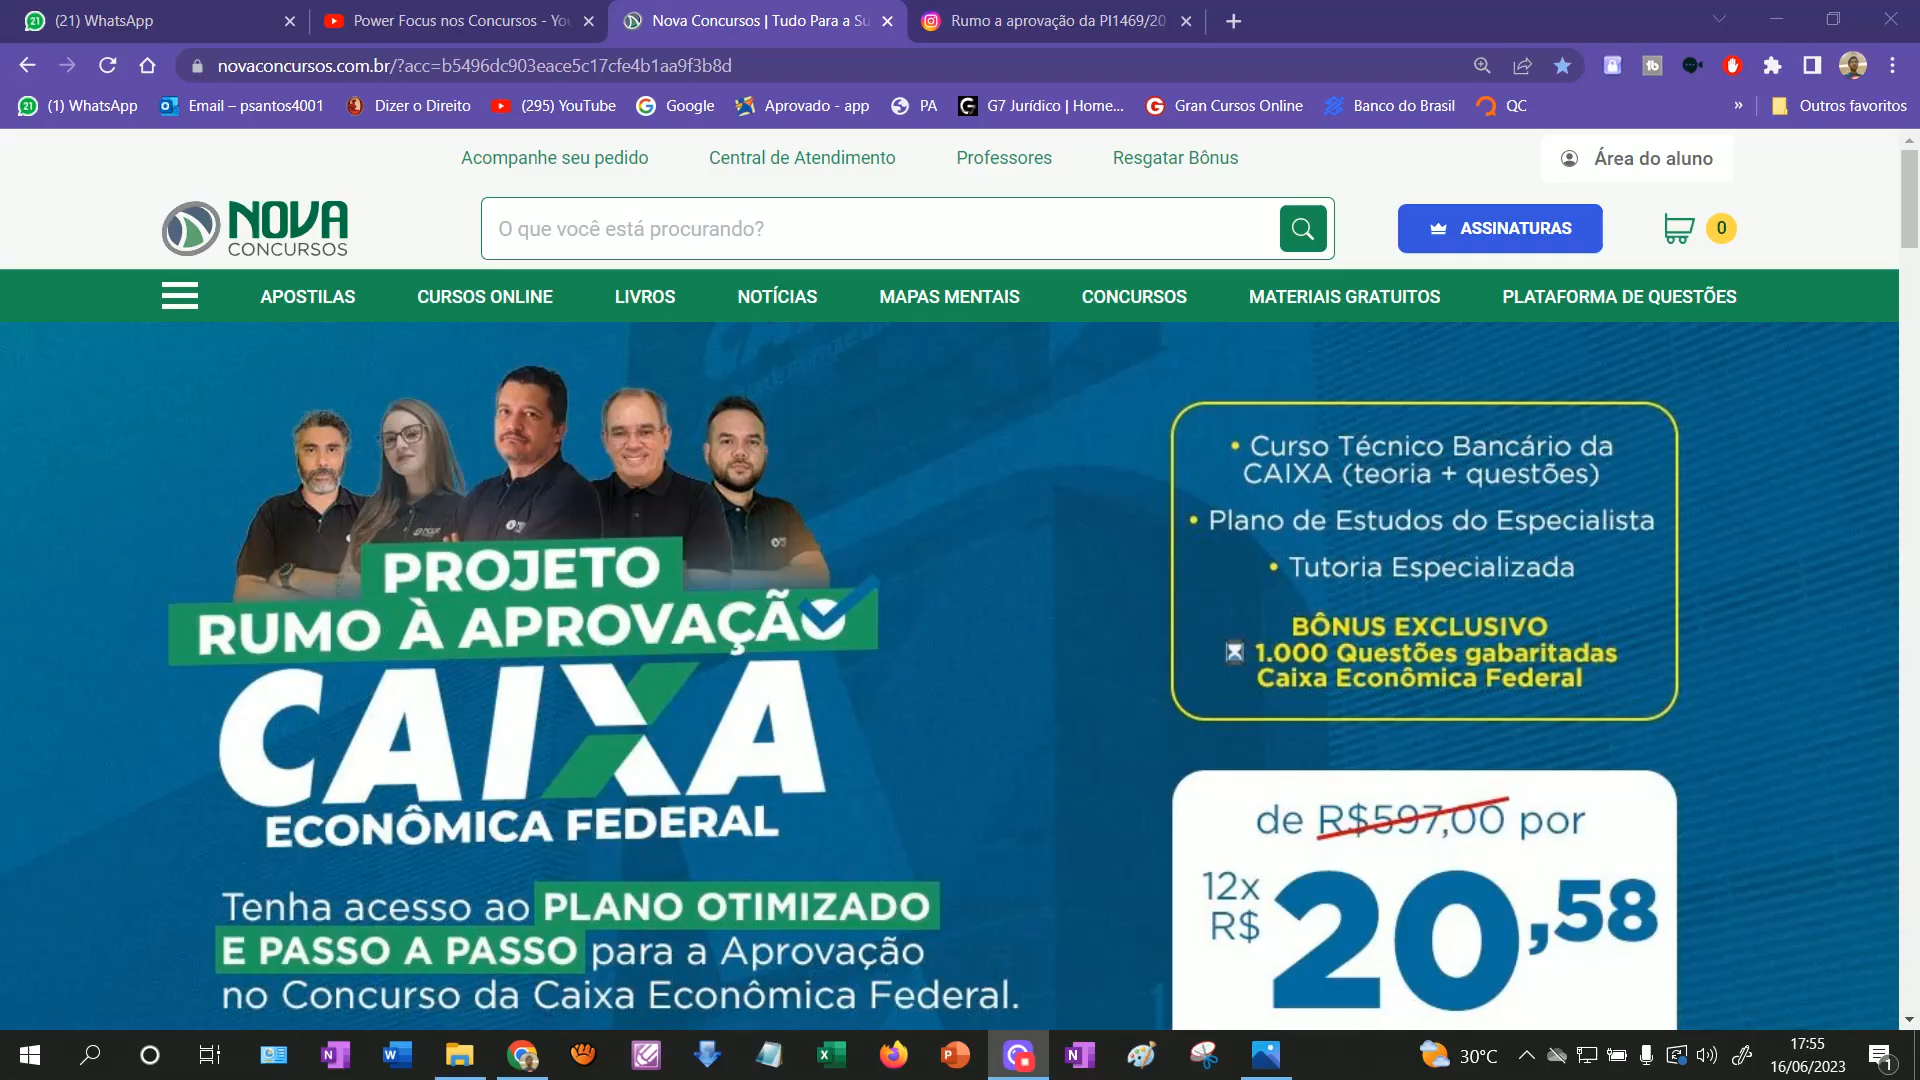 (21) WhatsApp
Power Focus nos Concursos - You
Nova Concursos | Tudo Para a Su
Rumo a aprovação da PI1469/20
novaconcursos.com.br/?acc=b5496dc903eace5c17cfe4b1aa9f3b8d
(1) WhatsApp
Email – psantos4001
Dizer o Direito
(295) YouTube
Google
Aprovado - app
PA
G7 Jurídico | Home...
Gran Cursos Online
Banco do Brasil
QC
»
Outros favoritos
Acompanhe seu pedido
Central de Atendimento
Professores
Resgatar Bônus
Área do aluno
NOVA
CONCURSOS
O que você está procurando?
ASSINATURAS
0
APOSTILAS
CURSOS ONLINE
LIVROS
NOTÍCIAS
MAPAS MENTAIS
CONCURSOS
MATERIAIS GRATUITOS
PLATAFORMA DE QUESTÕES
PROJETO
RUMO À APROVAÇÃO
CAIXA
ECONÔMICA FEDERAL
Tenha acesso ao PLANO OTIMIZADO
E PASSO A PASSO para a Aprovação
no Concurso da Caixa Econômica Federal.
• Curso Técnico Bancário da
CAIXA (teoria + questões)
• Plano de Estudos do Especialista
• Tutoria Especializada
BÔNUS EXCLUSIVO
1.000 Questões gabaritadas
Caixa Econômica Federal
de R$597,00 por
12x
R$
20,58
30°C
17:55
16/06/2023
1